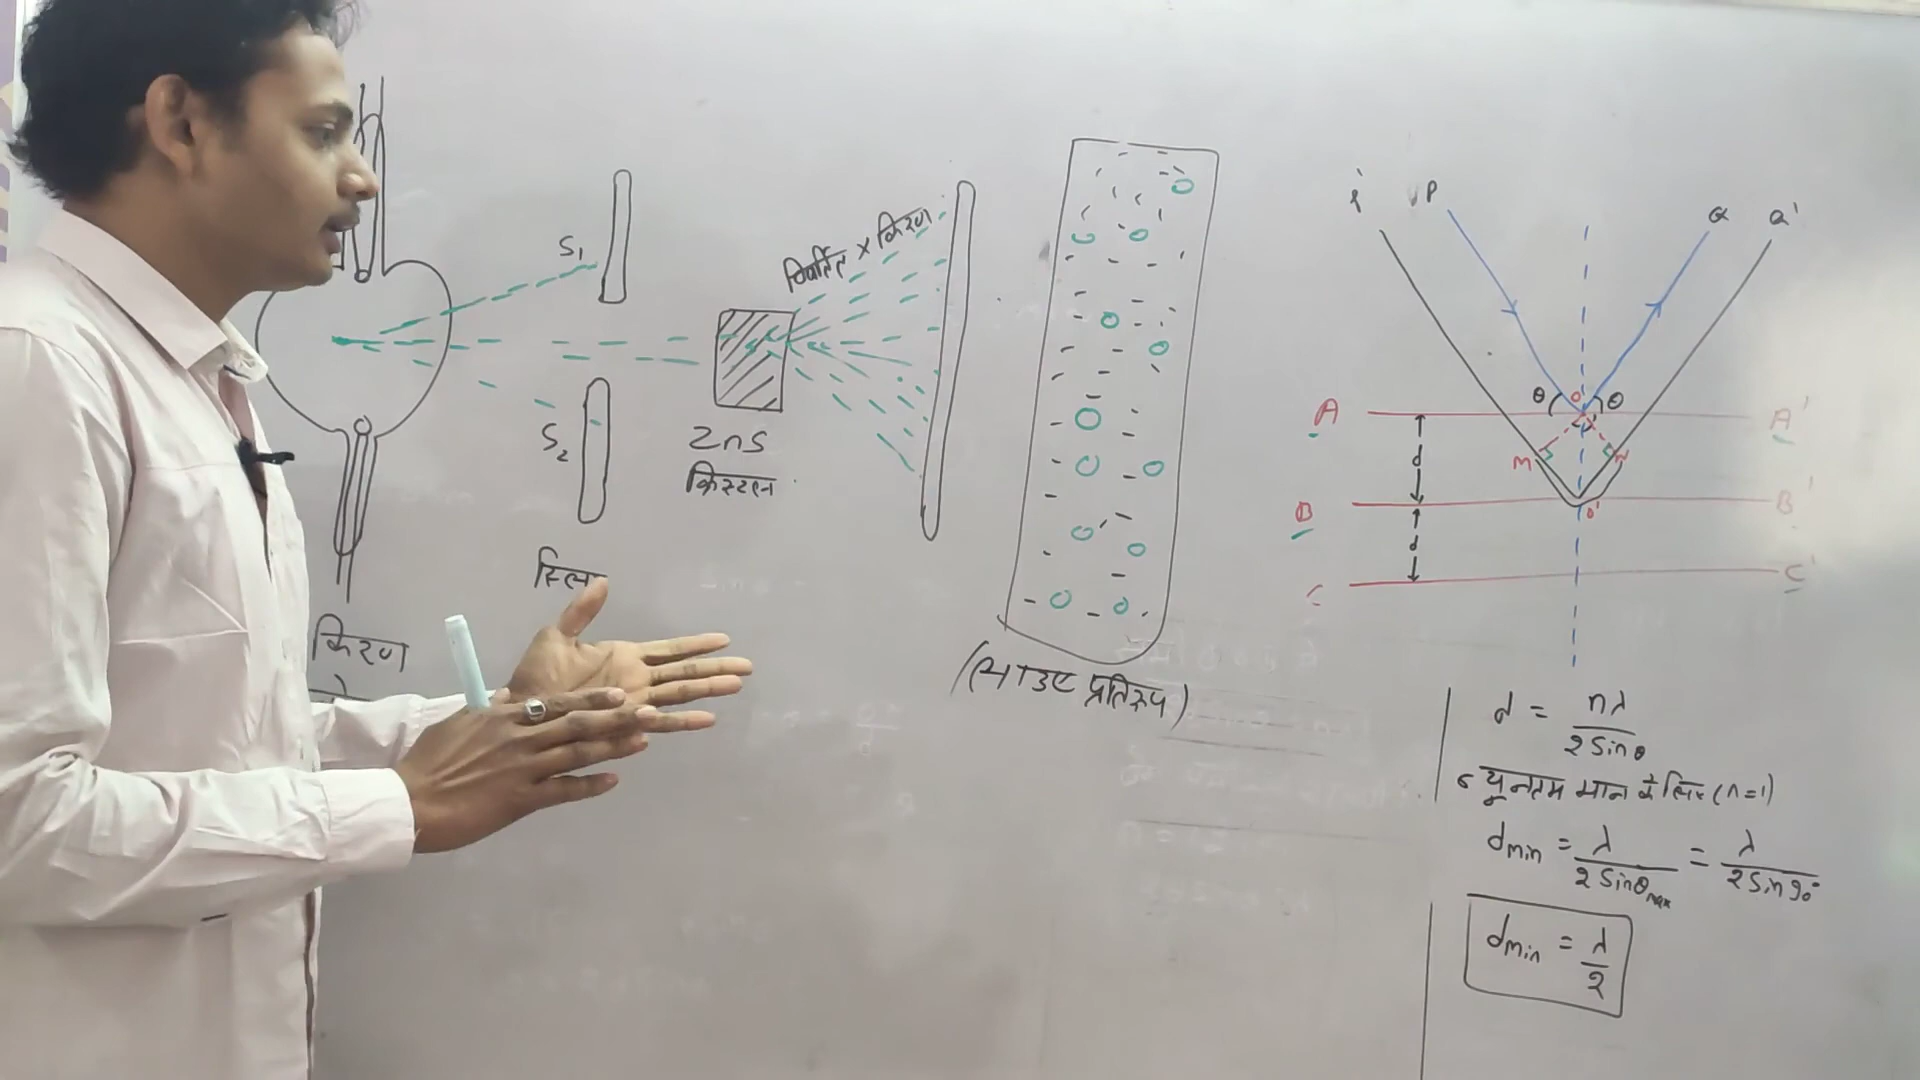 S₁
S₂
स्लिट
किरण
ZnS
क्रिस्टल
विवर्तित X किरण
(लाउए प्रतिरूप)
P
Q
Q'
θ
O
θ
A
A'
d
M
N
B
B'
O'
d
C
C'
d = nλ / 2 Sinθ
न्यूनतम मान के लिए (n=1)
dmin = λ / 2 Sinθmax = λ / 2 Sin 90°
dmin = λ / 2